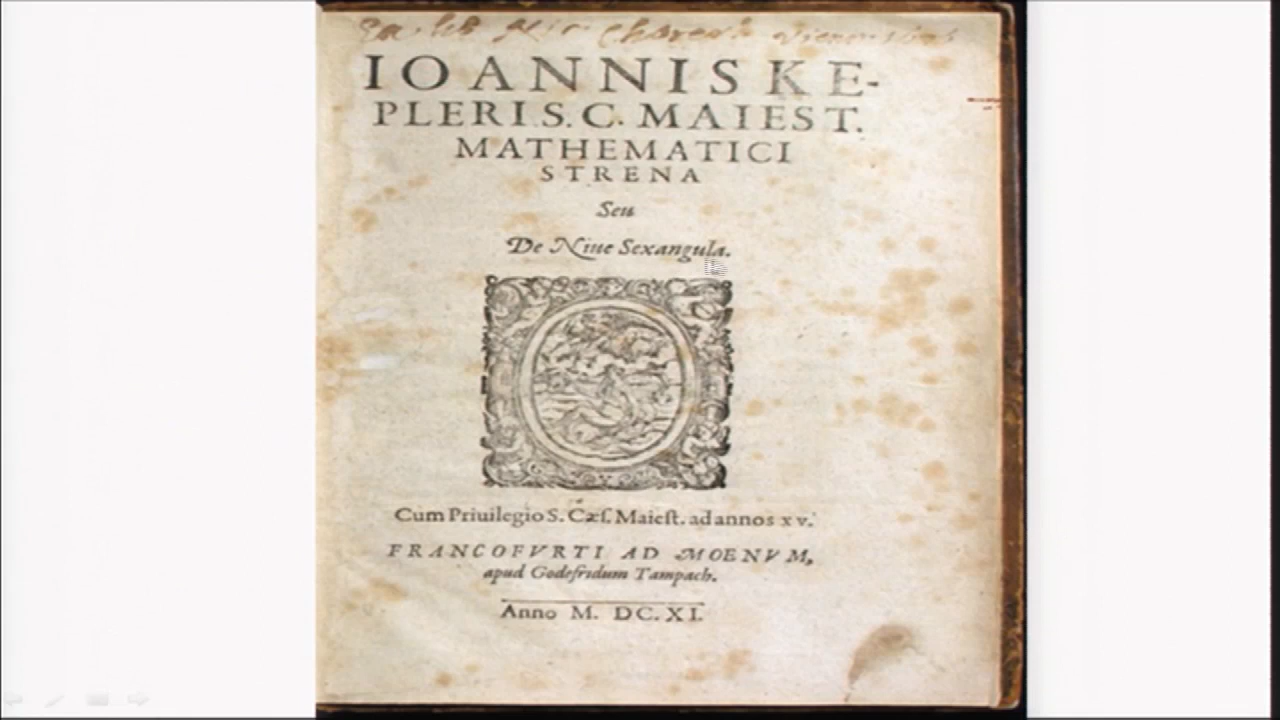 IOANNIS KE-
PLERI S. C. MAIEST.
MATHEMATICI
STRENA
Seu
De Niue Sexangula.
Cum Priuilegio S. Cæſ. Maieſt. ad annos xv.
FRANCOFVRTI AD MOENVM,
apud Godefridum Tampach.
Anno M. DC. XI.